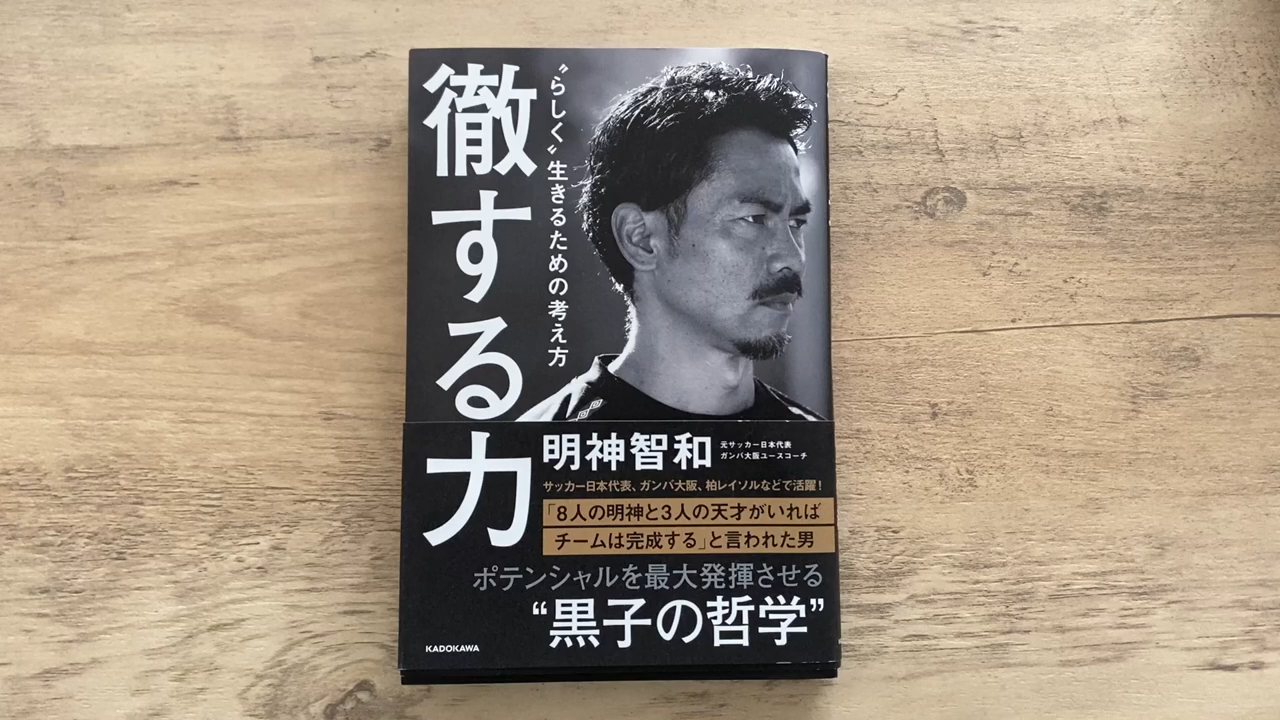 徹する力
〝らしく〟生きるための考え方
明神智和
元サッカー日本代表
ガンバ大阪ユースコーチ
サッカー日本代表、ガンバ大阪、柏レイソルなどで活躍!
「8人の明神と3人の天才がいれば
チームは完成する」と言われた男
ポテンシャルを最大発揮させる
“黒子の哲学”
KADOKAWA